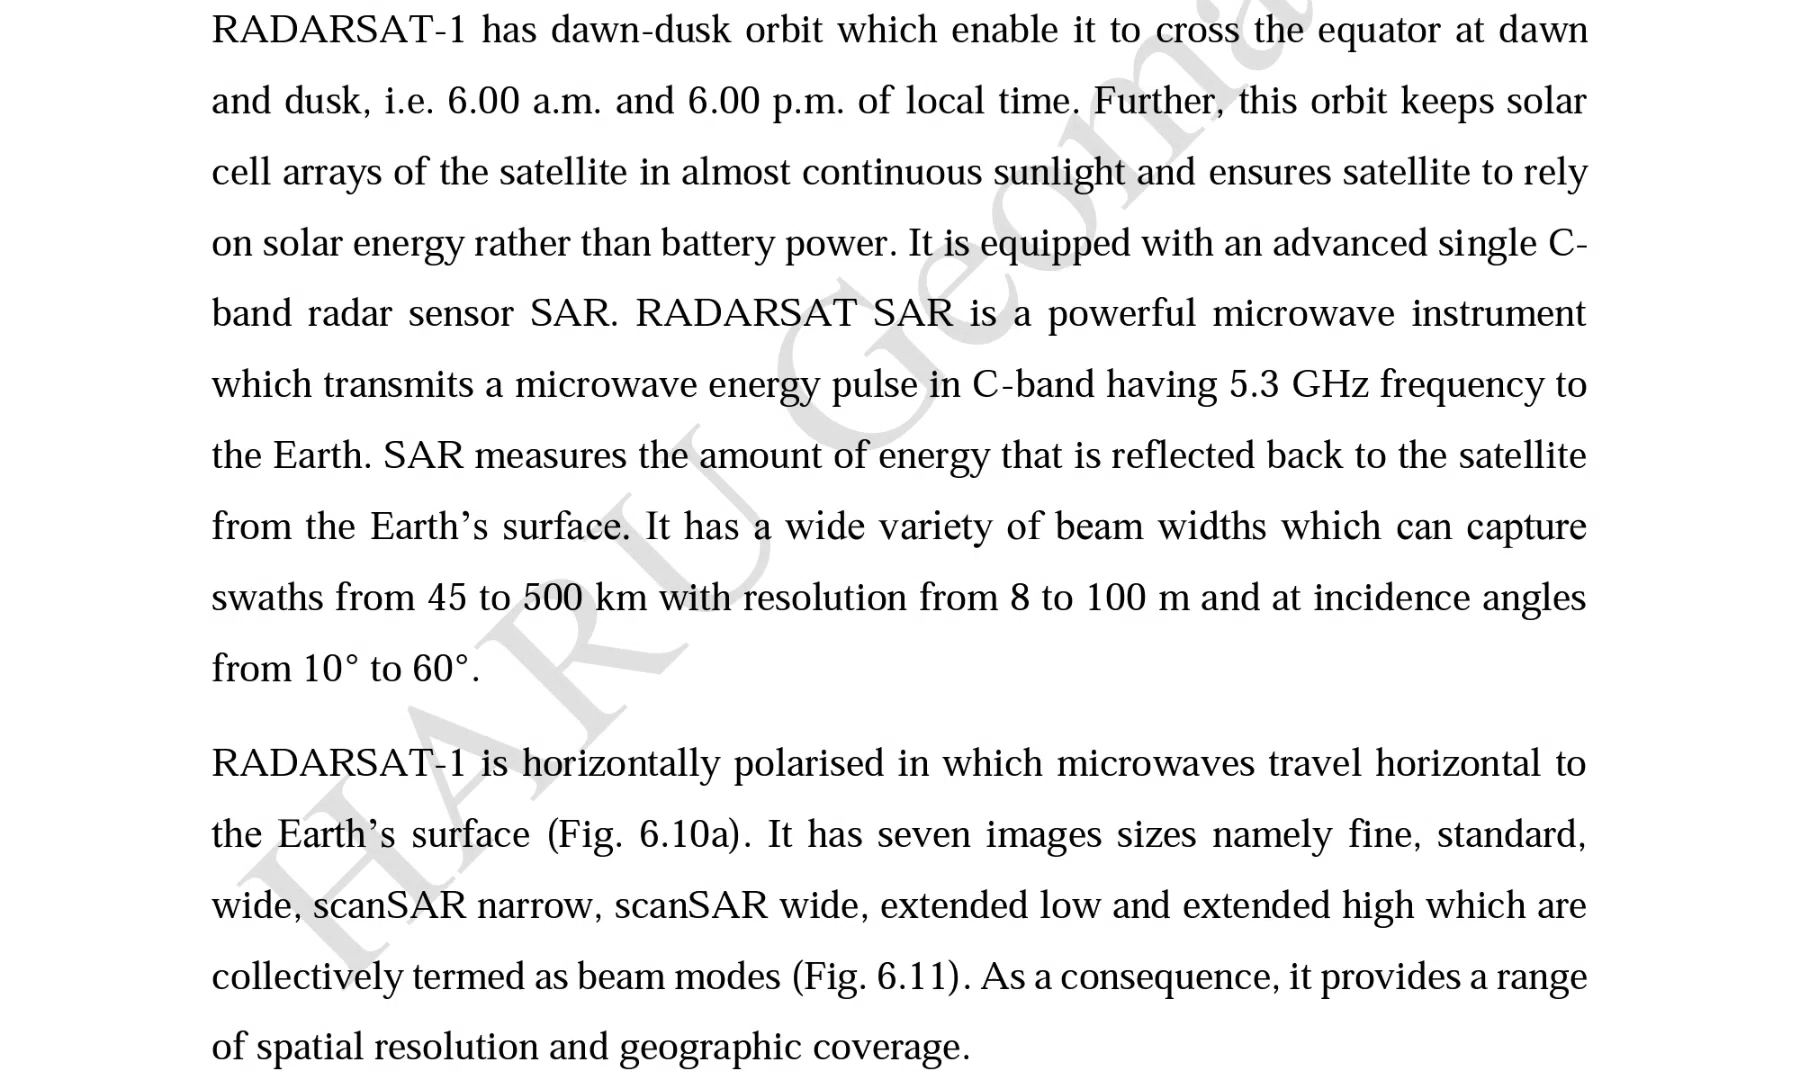 RADARSAT-1 has dawn-dusk orbit which enable it to cross the equator at dawn
and dusk, i.e. 6.00 a.m. and 6.00 p.m. of local time. Further, this orbit keeps solar
cell arrays of the satellite in almost continuous sunlight and ensures satellite to rely
on solar energy rather than battery power. It is equipped with an advanced single C-
band radar sensor SAR. RADARSAT SAR is a powerful microwave instrument
which transmits a microwave energy pulse in C-band having 5.3 GHz frequency to
the Earth. SAR measures the amount of energy that is reflected back to the satellite
from the Earth’s surface. It has a wide variety of beam widths which can capture
swaths from 45 to 500 km with resolution from 8 to 100 m and at incidence angles
from 10° to 60°.
RADARSAT-1 is horizontally polarised in which microwaves travel horizontal to
the Earth’s surface (Fig. 6.10a). It has seven images sizes namely fine, standard,
wide, scanSAR narrow, scanSAR wide, extended low and extended high which are
collectively termed as beam modes (Fig. 6.11). As a consequence, it provides a range
of spatial resolution and geographic coverage.
HARU Geoma